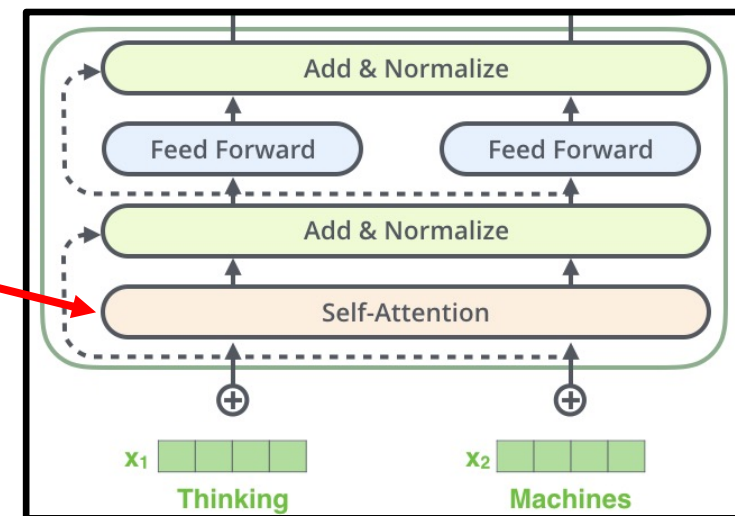 Add & Normalize
Feed Forward Feed Forward
Add & Normalize
Self-Attention
x1 x2
Thinking Machines